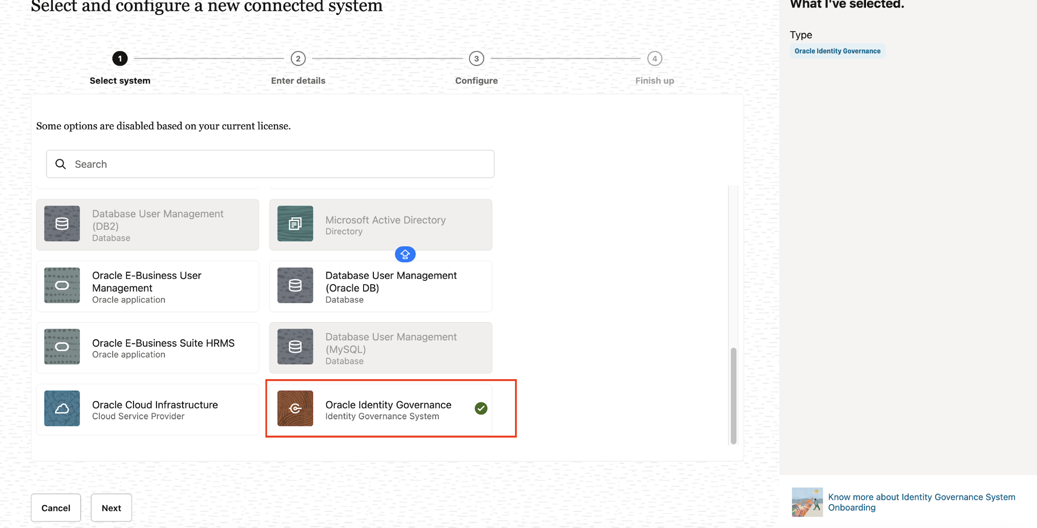 Select and configure a new connected system
What I've selected.
Type
Oracle Identity Governance
1
2
3
4
Select system
Enter details
Configure
Finish up
Some options are disabled based on your current license.
Search
Database User Management
(DB2)
Database
Microsoft Active Directory
Directory
Oracle E-Business User
Management
Oracle application
Database User Management
(Oracle DB)
Database
Oracle E-Business Suite HRMS
Oracle application
Database User Management
(MySQL)
Database
Oracle Cloud Infrastructure
Cloud Service Provider
Oracle Identity Governance
Identity Governance System
Cancel
Next
Know more about Identity Governance System
Onboarding